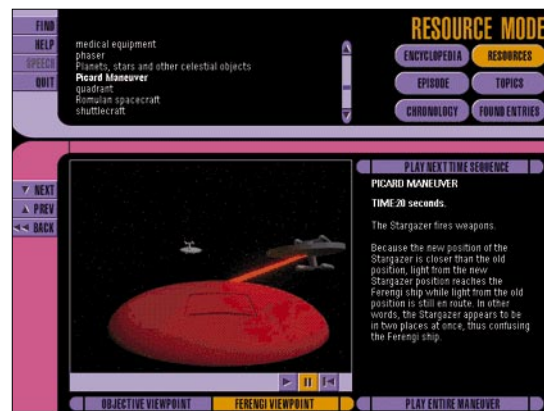 FIND
HELP
SPEECH
QUIT
medical equipment
phaser
Planets, stars and other celestial objects
Picard Maneuver
quadrant
Romulan spacecraft
shuttlecraft
RESOURCE MODE
ENCYCLOPEDIA
RESOURCES
EPISODE
TOPICS
CHRONOLOGY
FOUND ENTRIES
NEXT
PREV
BACK
PLAY NEXT TIME SEQUENCE
PICARD MANEUVER
TIME:20 seconds.
The Stargazer fires weapons.
Because the new position of the
Stargazer is closer than the old
position, light from the new
Stargazer position reaches the
Ferengi ship while light from the old
position is still en route. In other
words, the Stargazer appears to be
in two places at once, thus confusing
the Ferengi ship.
OBJECTIVE VIEWPOINT
FERENGI VIEWPOINT
PLAY ENTIRE MANEUVER